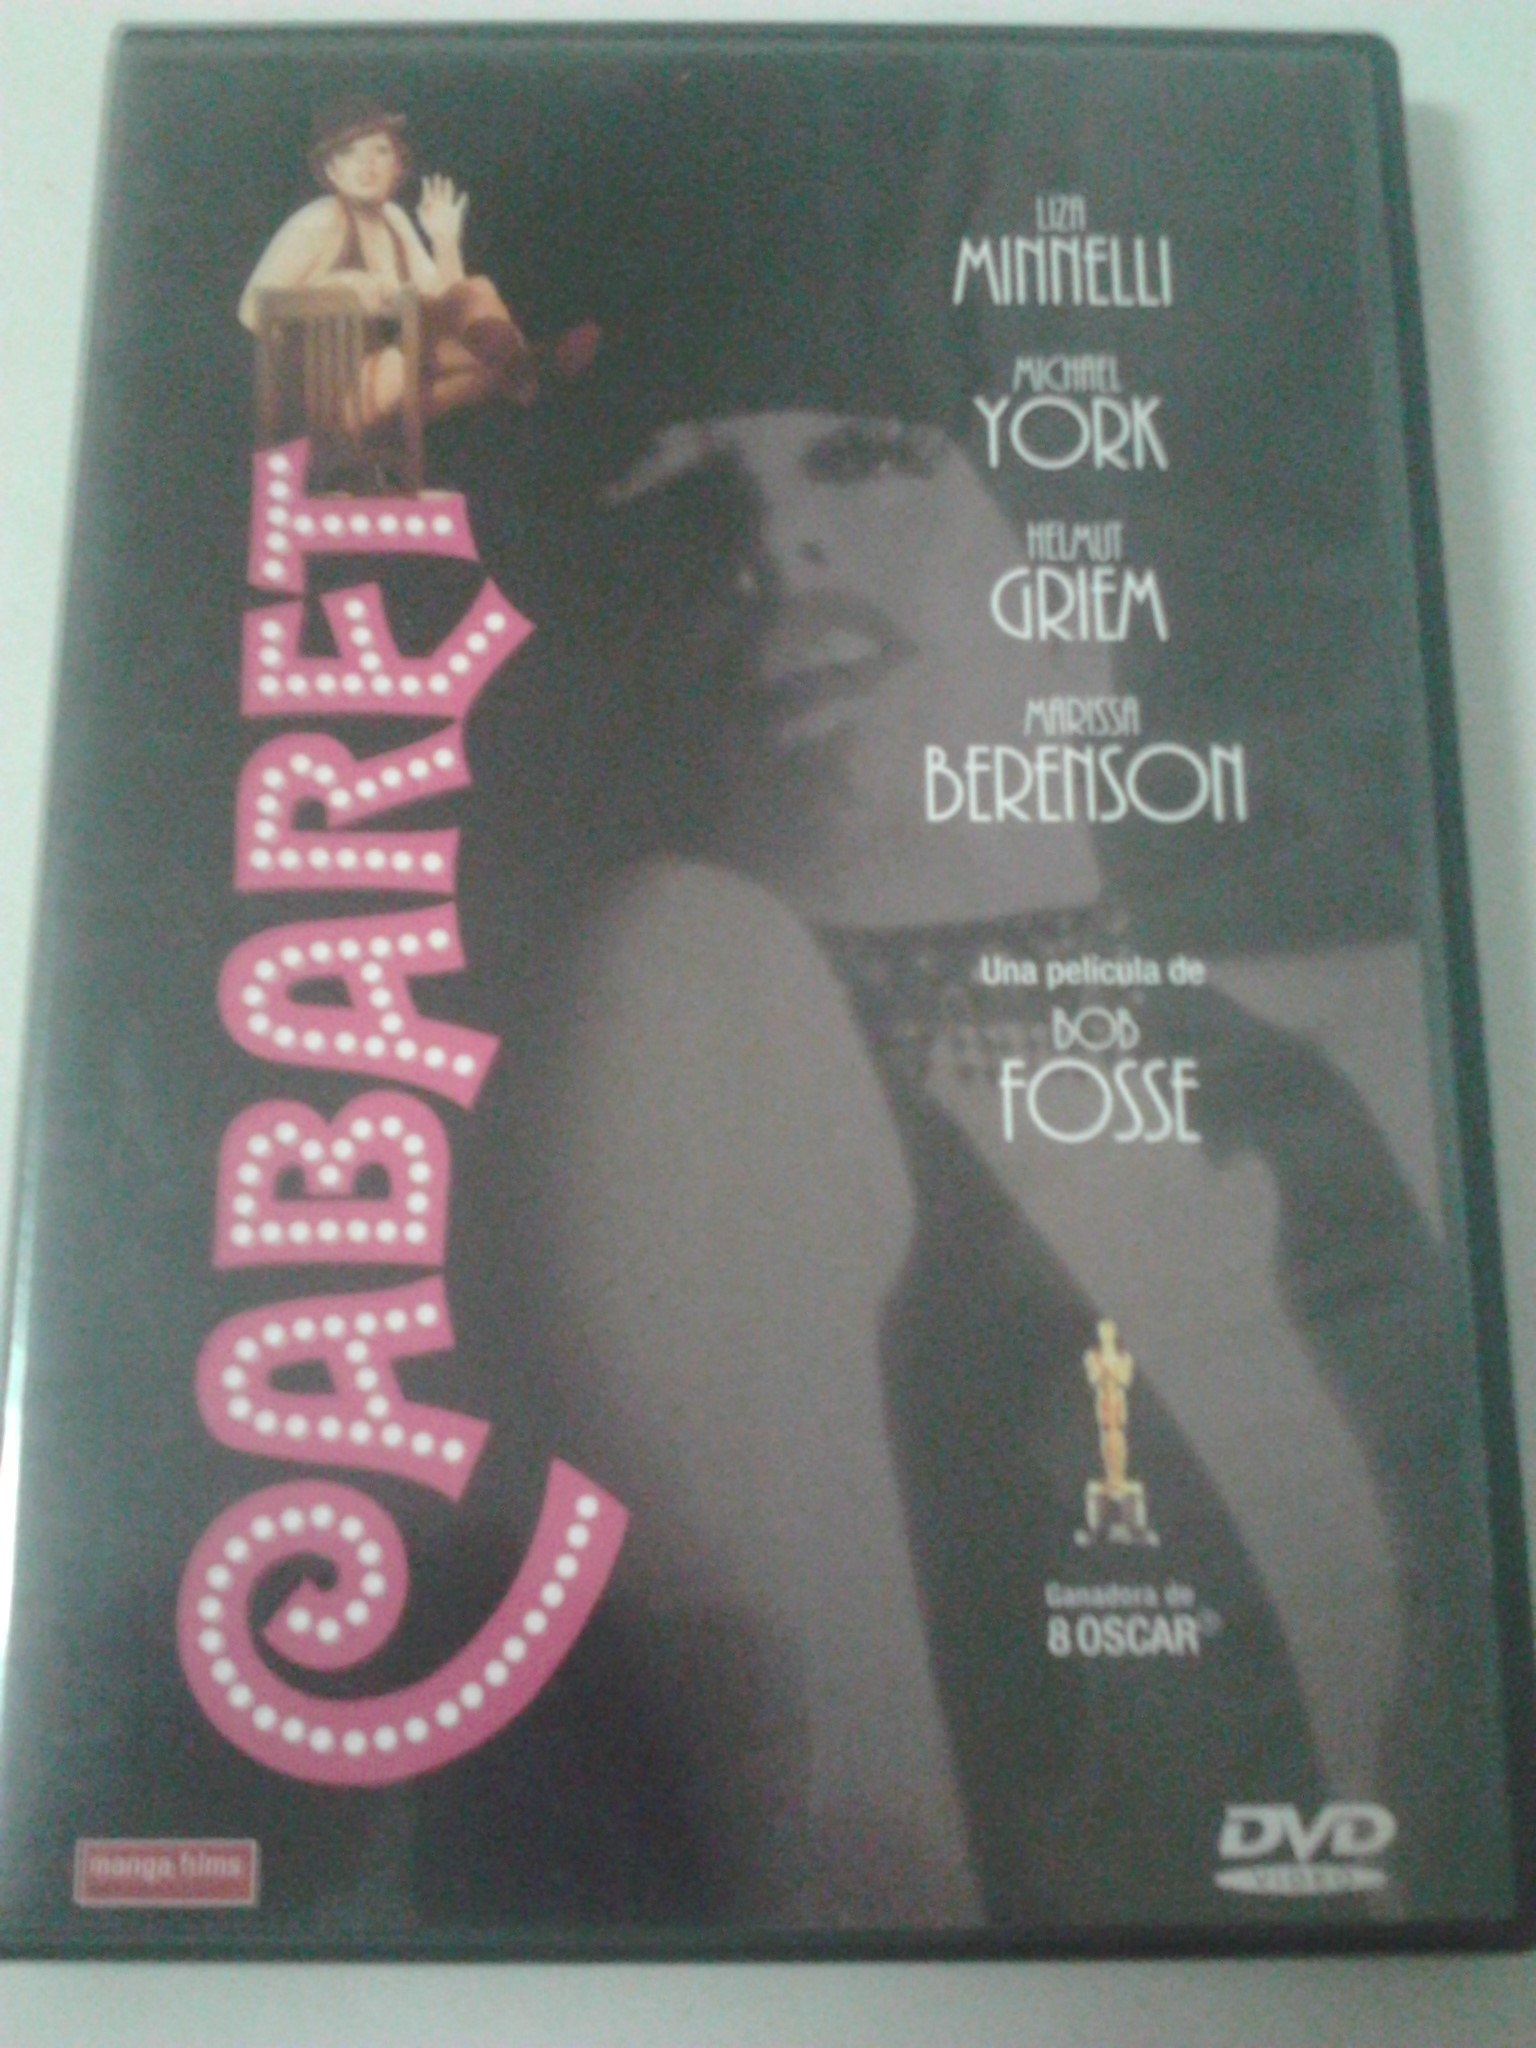 CABARET
LIZA
MINNELLI
MICHAEL
YORK
HELMUT
GRIEM
MARISSA
BERENSON
Una película de
BOB
FOSSE
Ganadora de
8 OSCAR®
manga films
DVD
VIDEO